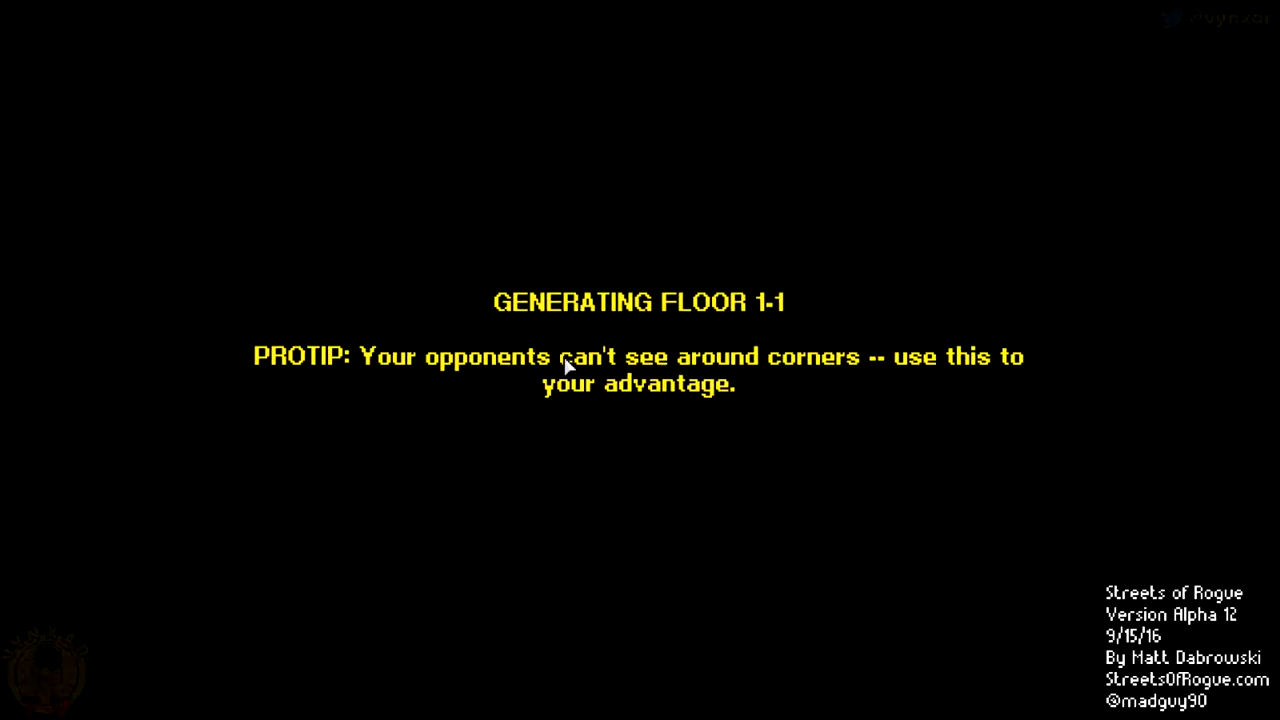 GENERATING FLOOR 1-1
PROTIP: Your opponents can't see around corners -- use this to
your advantage.
Streets of Rogue
Version Alpha 12
9/15/16
By Matt Dabrowski
StreetsOfRogue.com
@madguy90